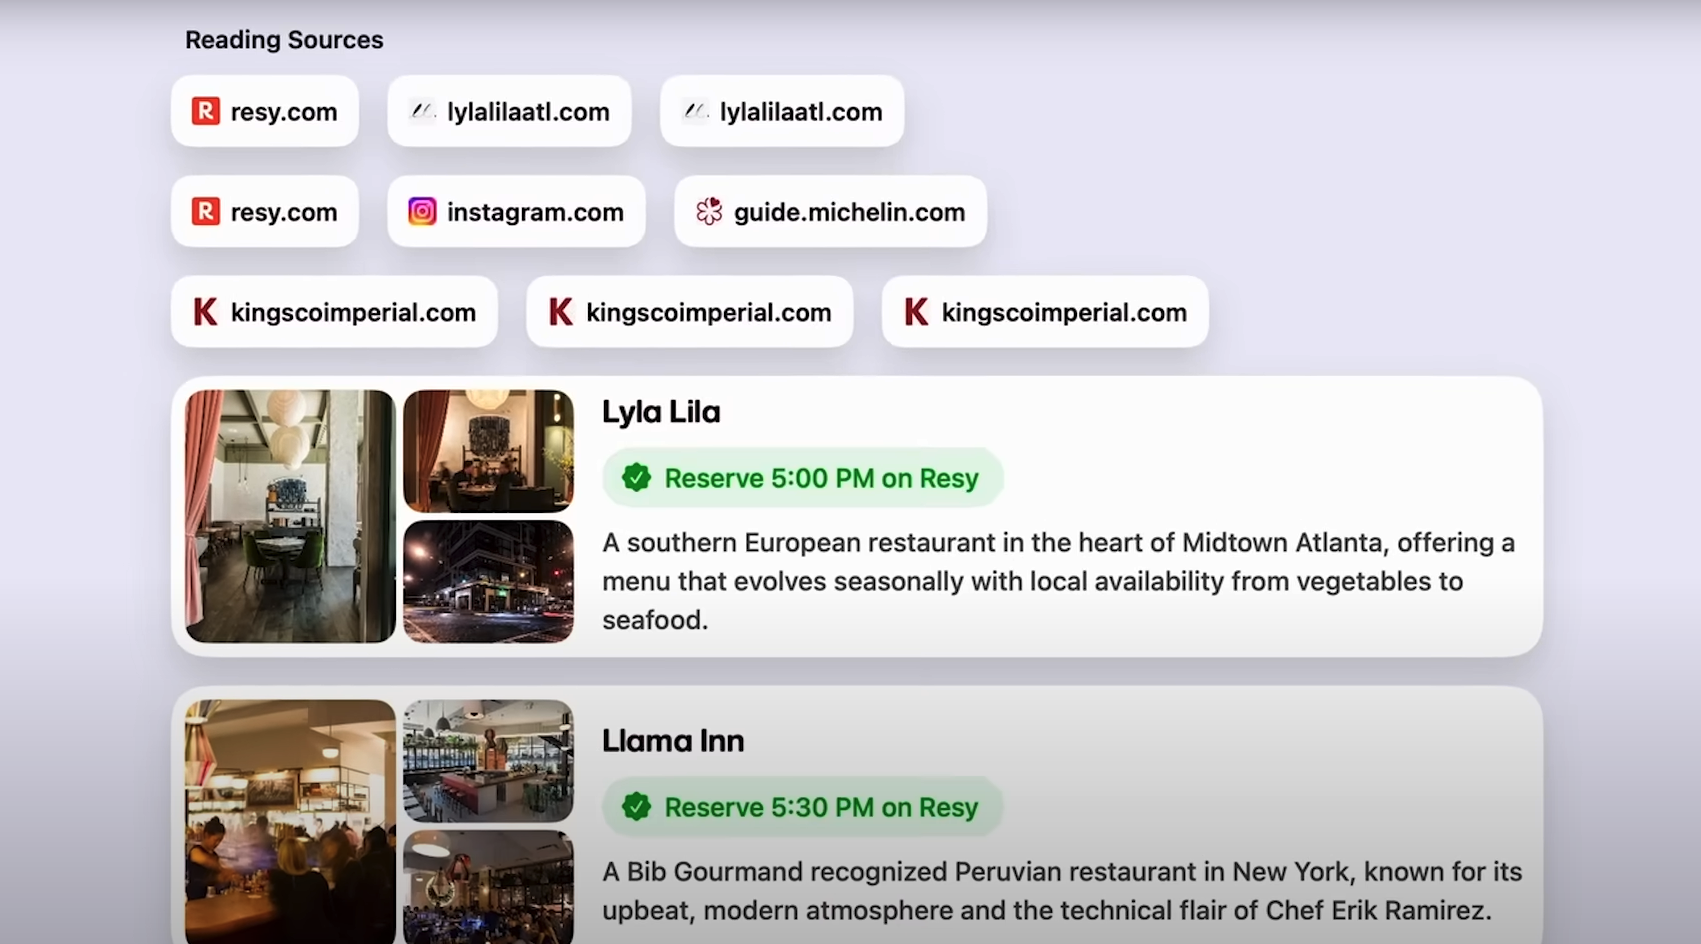 Reading Sources
resy.com lylalilaatl.com lylalilaatl.com
resy.com instagram.com guide.michelin.com
kingscoimperial.com kingscoimperial.com kingscoimperial.com
Lyla Lila
Reserve 5:00 PM on Resy
A southern European restaurant in the heart of Midtown Atlanta, offering a
menu that evolves seasonally with local availability from vegetables to
seafood.
Llama Inn
Reserve 5:30 PM on Resy
A Bib Gourmand recognized Peruvian restaurant in New York, known for its
upbeat, modern atmosphere and the technical flair of Chef Erik Ramirez.